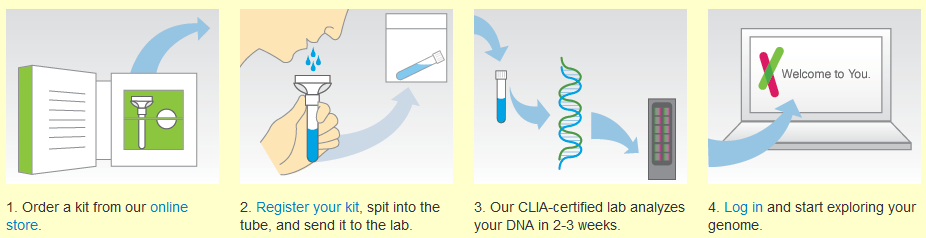 Welcome to You.
1. Order a kit from our online
store.
2. Register your kit, spit into the
tube, and send it to the lab.
3. Our CLIA-certified lab analyzes
your DNA in 2-3 weeks.
4. Log in and start exploring your
genome.